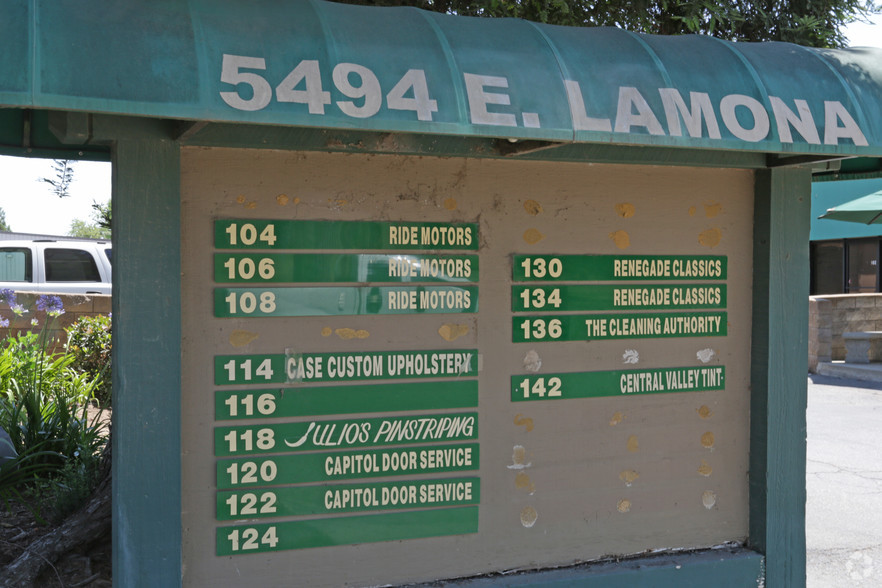 5494 E. LAMONA
104 RIDE MOTORS
106 RIDE MOTORS
108 RIDE MOTORS
114 CASE CUSTOM UPHOLSTERY
116
118 JULIOS PINSTRIPING
120 CAPITOL DOOR SERVICE
122 CAPITOL DOOR SERVICE
124
130 RENEGADE CLASSICS
134 RENEGADE CLASSICS
136 THE CLEANING AUTHORITY
142 CENTRAL VALLEY TINT